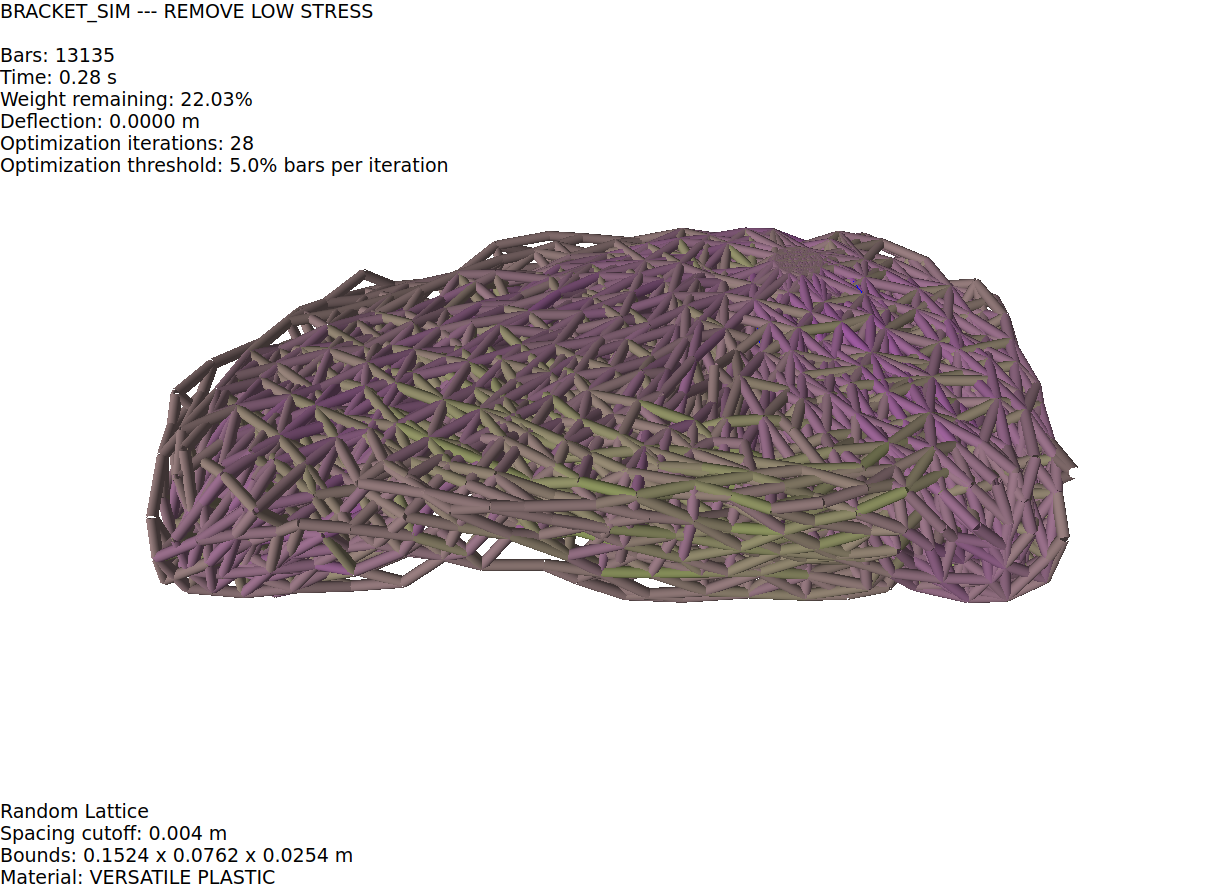 BRACKET_SIM --- REMOVE LOW STRESS
Bars: 13135
Time: 0.28 s
Weight remaining: 22.03%
Deflection: 0.0000 m
Optimization iterations: 28
Optimization threshold: 5.0% bars per iteration
Random Lattice
Spacing cutoff: 0.004 m
Bounds: 0.1524 x 0.0762 x 0.0254 m
Material: VERSATILE PLASTIC